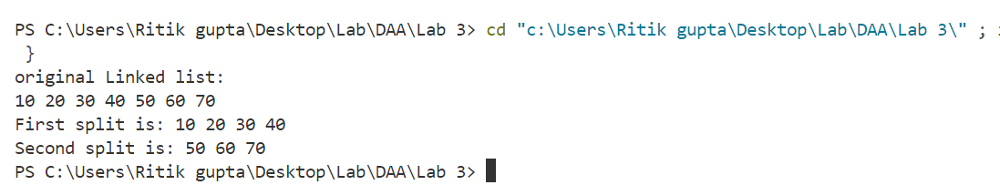 PS C:\Users\Ritik gupta\Desktop\Lab\DAA\Lab 3> cd "c:\Users\Ritik gupta\Desktop\Lab\DAA\Lab 3\" ;
}
original Linked list:
10 20 30 40 50 60 70
First split is: 10 20 30 40
Second split is: 50 60 70
PS C:\Users\Ritik gupta\Desktop\Lab\DAA\Lab 3>